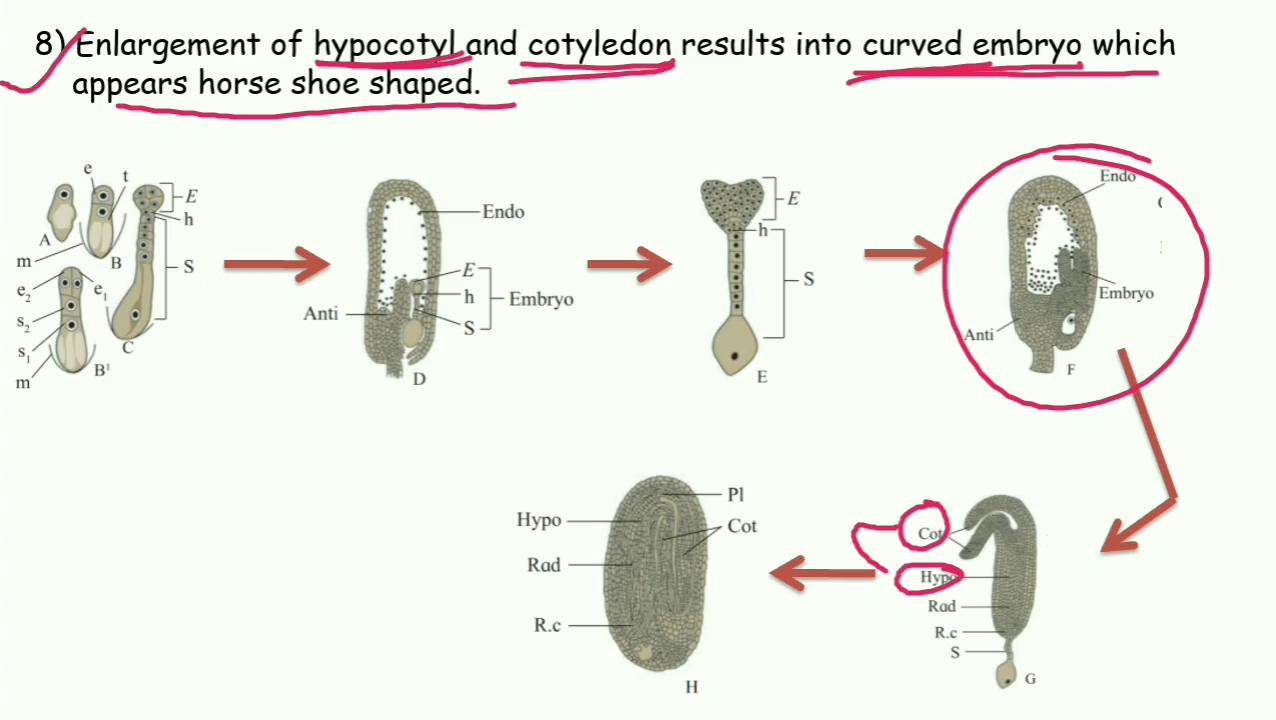 8) Enlargement of hypocotyl and cotyledon results into curved embryo which
appears horse shoe shaped.
e
t
E
h
A
m
B
S
e2
e1
s2
s1
m
B1
C
Endo
E
h
Embryo
Anti
S
D
E
h
S
E
Endo
Embryo
Anti
F
Pl
Hypo
Cot
Rad
R.c
H
Cot
Hypo
Rad
R.c
S
G